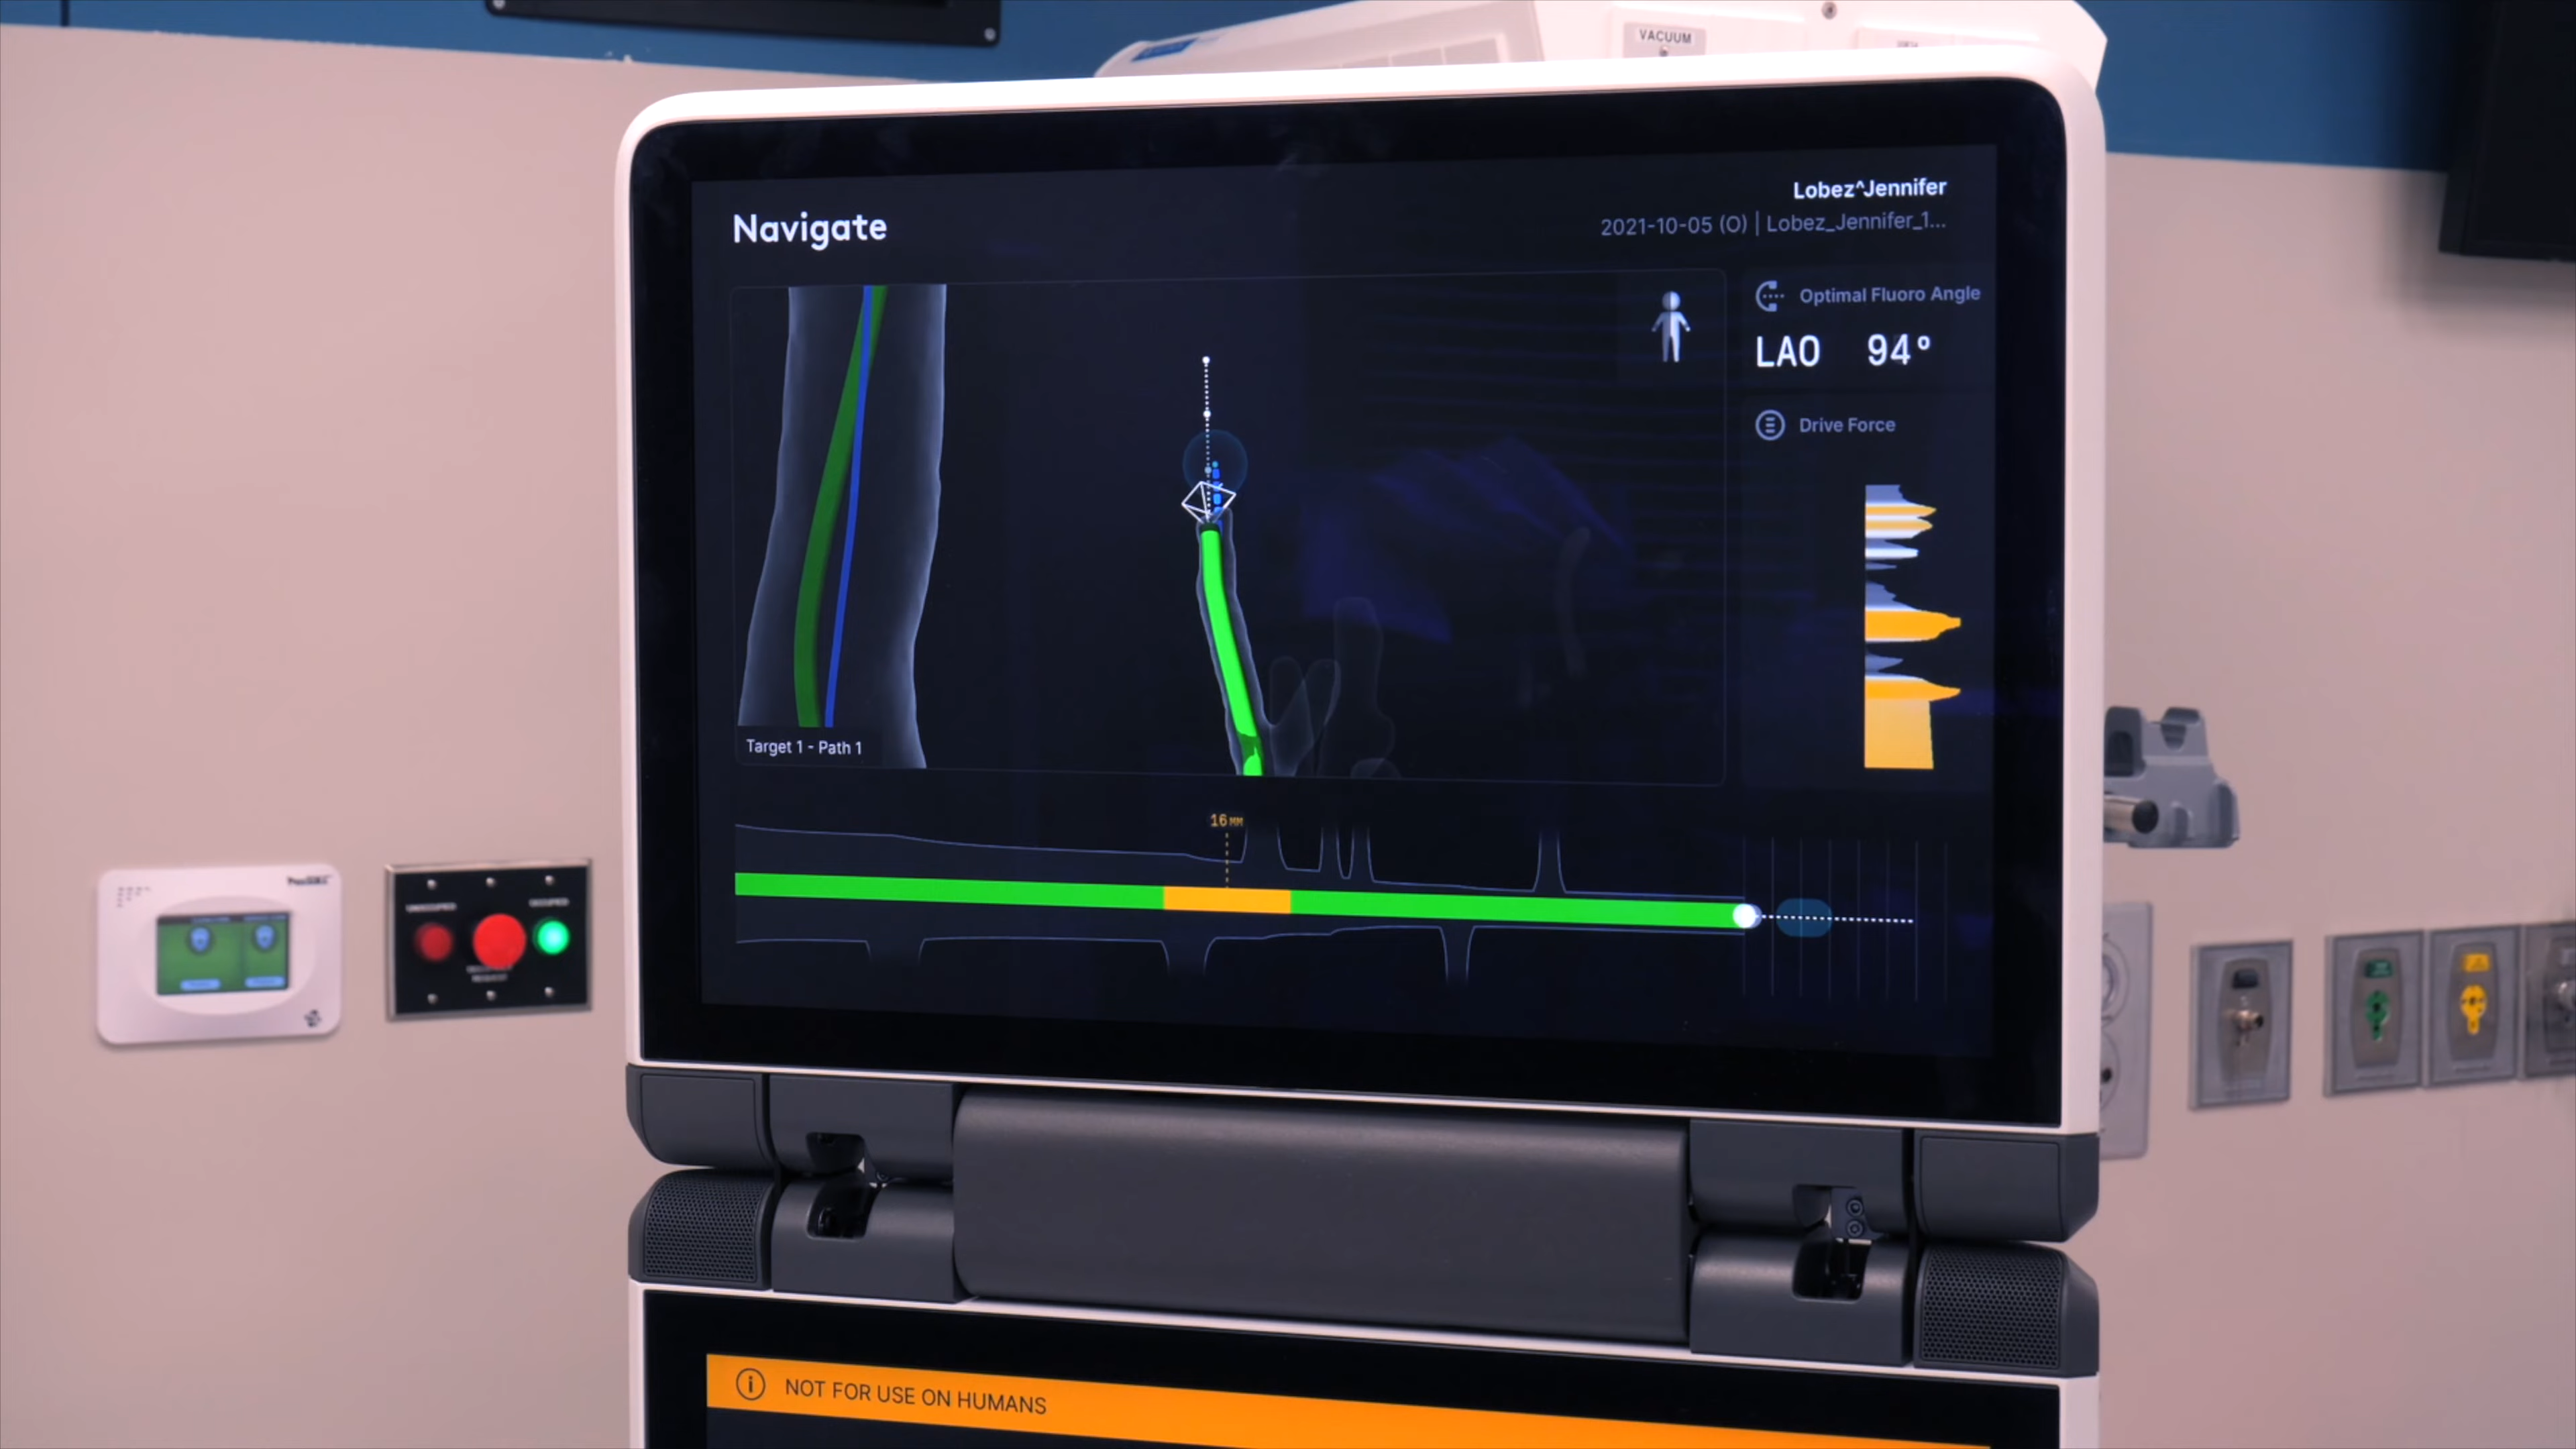 VACUUM
Lobez^Jennifer
Navigate
2021-10-05 (O) | Lobez_Jennifer_1...
Optimal Fluoro Angle
LAO 94°
Drive Force
Target 1 - Path 1
16 MM
NOT FOR USE ON HUMANS